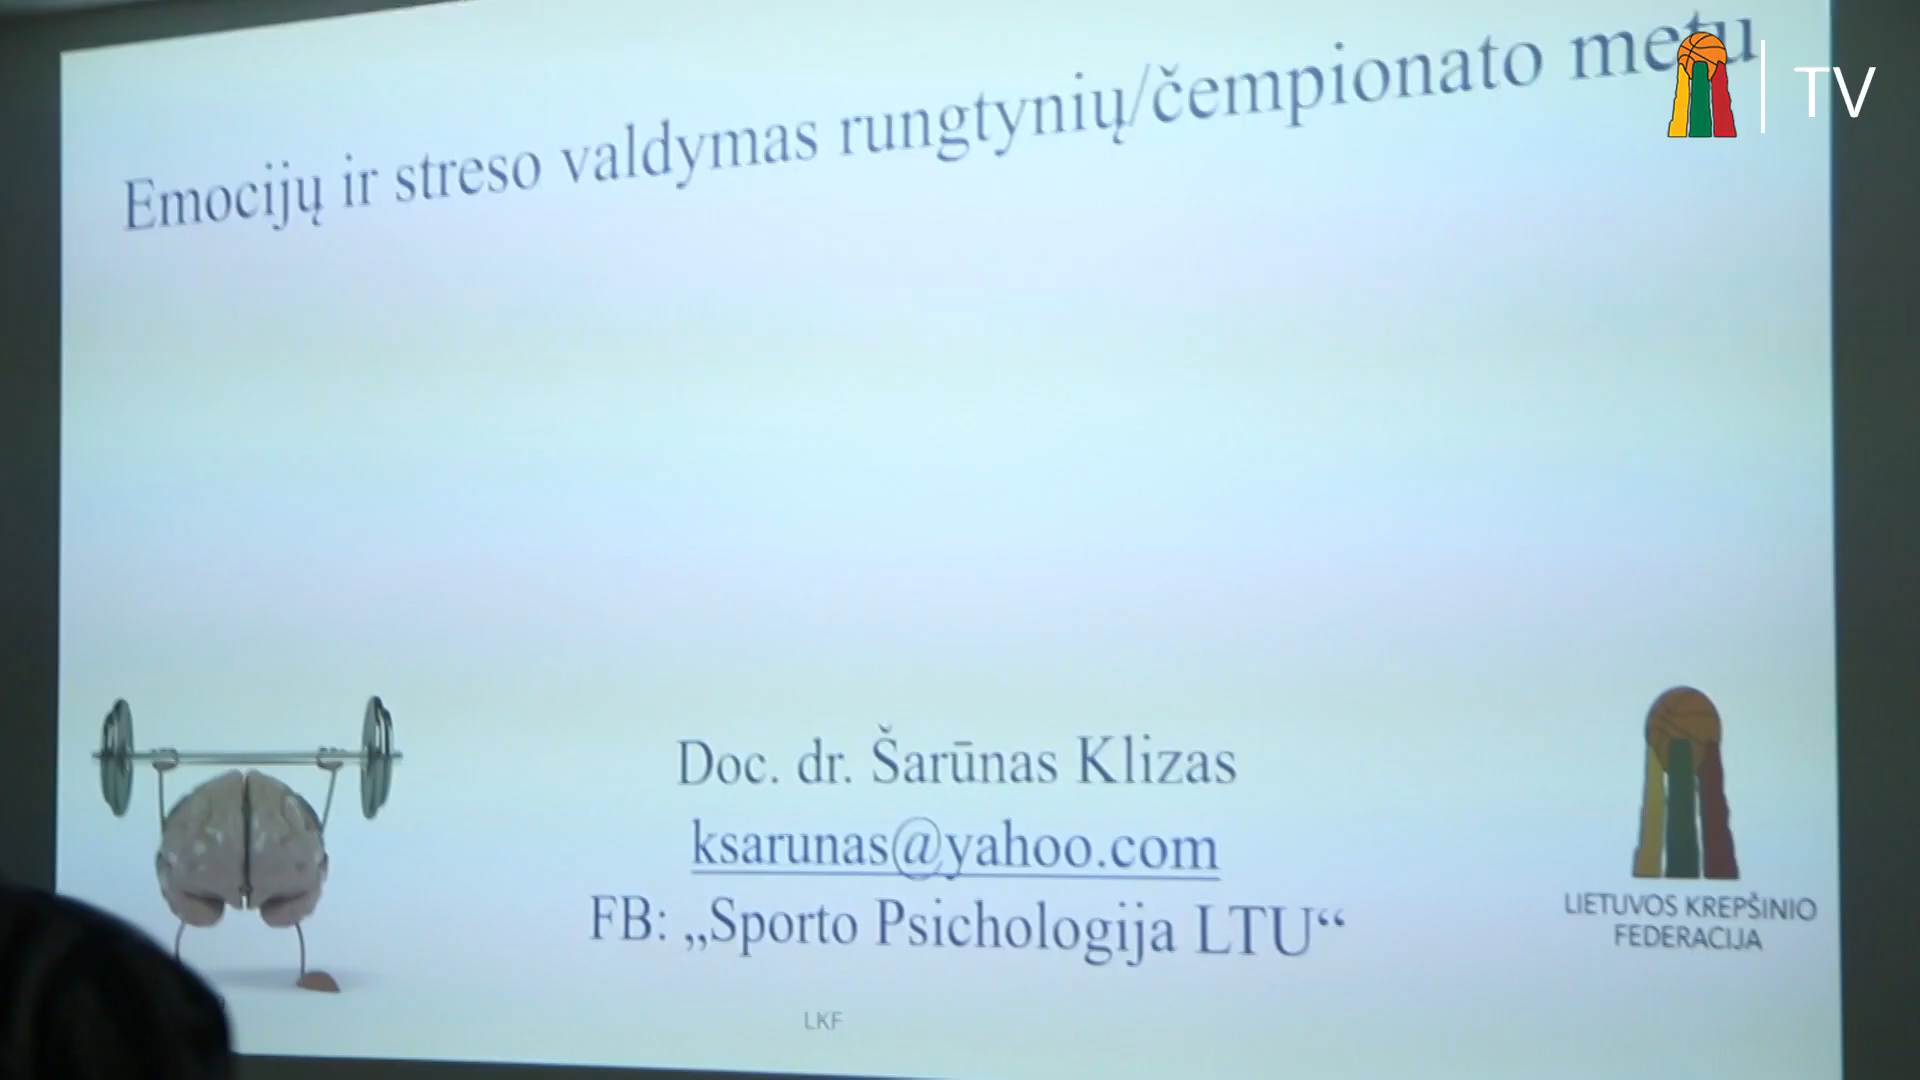 Emocijų ir streso valdymas rungtynių/čempionato metu
TV
Doc. dr. Šarūnas Klizas
ksarunas@yahoo.com
FB: „Sporto Psichologija LTU“
LIETUVOS KREPŠINIO
FEDERACIJA
LKF